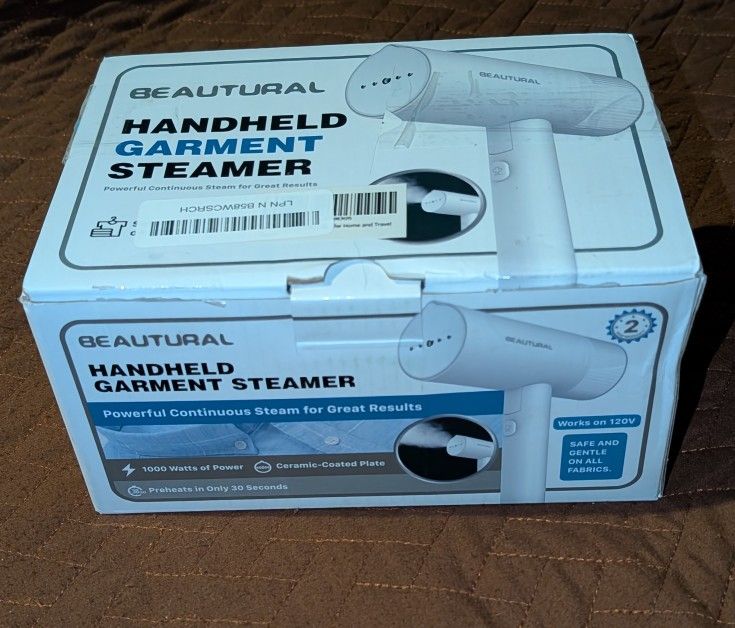 BEAUTURAL
HANDHELD
GARMENT
STEAMER
Powerful Continuous Steam for Great Results
BEAUTURAL
LPN N B58WCSRCH
for Home and Travel
BEAUTURAL
HANDHELD
GARMENT STEAMER
Powerful Continuous Steam for Great Results
1000 Watts of Power
Ceramic-Coated Plate
Preheats in Only 30 Seconds
BEAUTURAL
2
Works on 120V
SAFE AND
GENTLE
ON ALL
FABRICS.